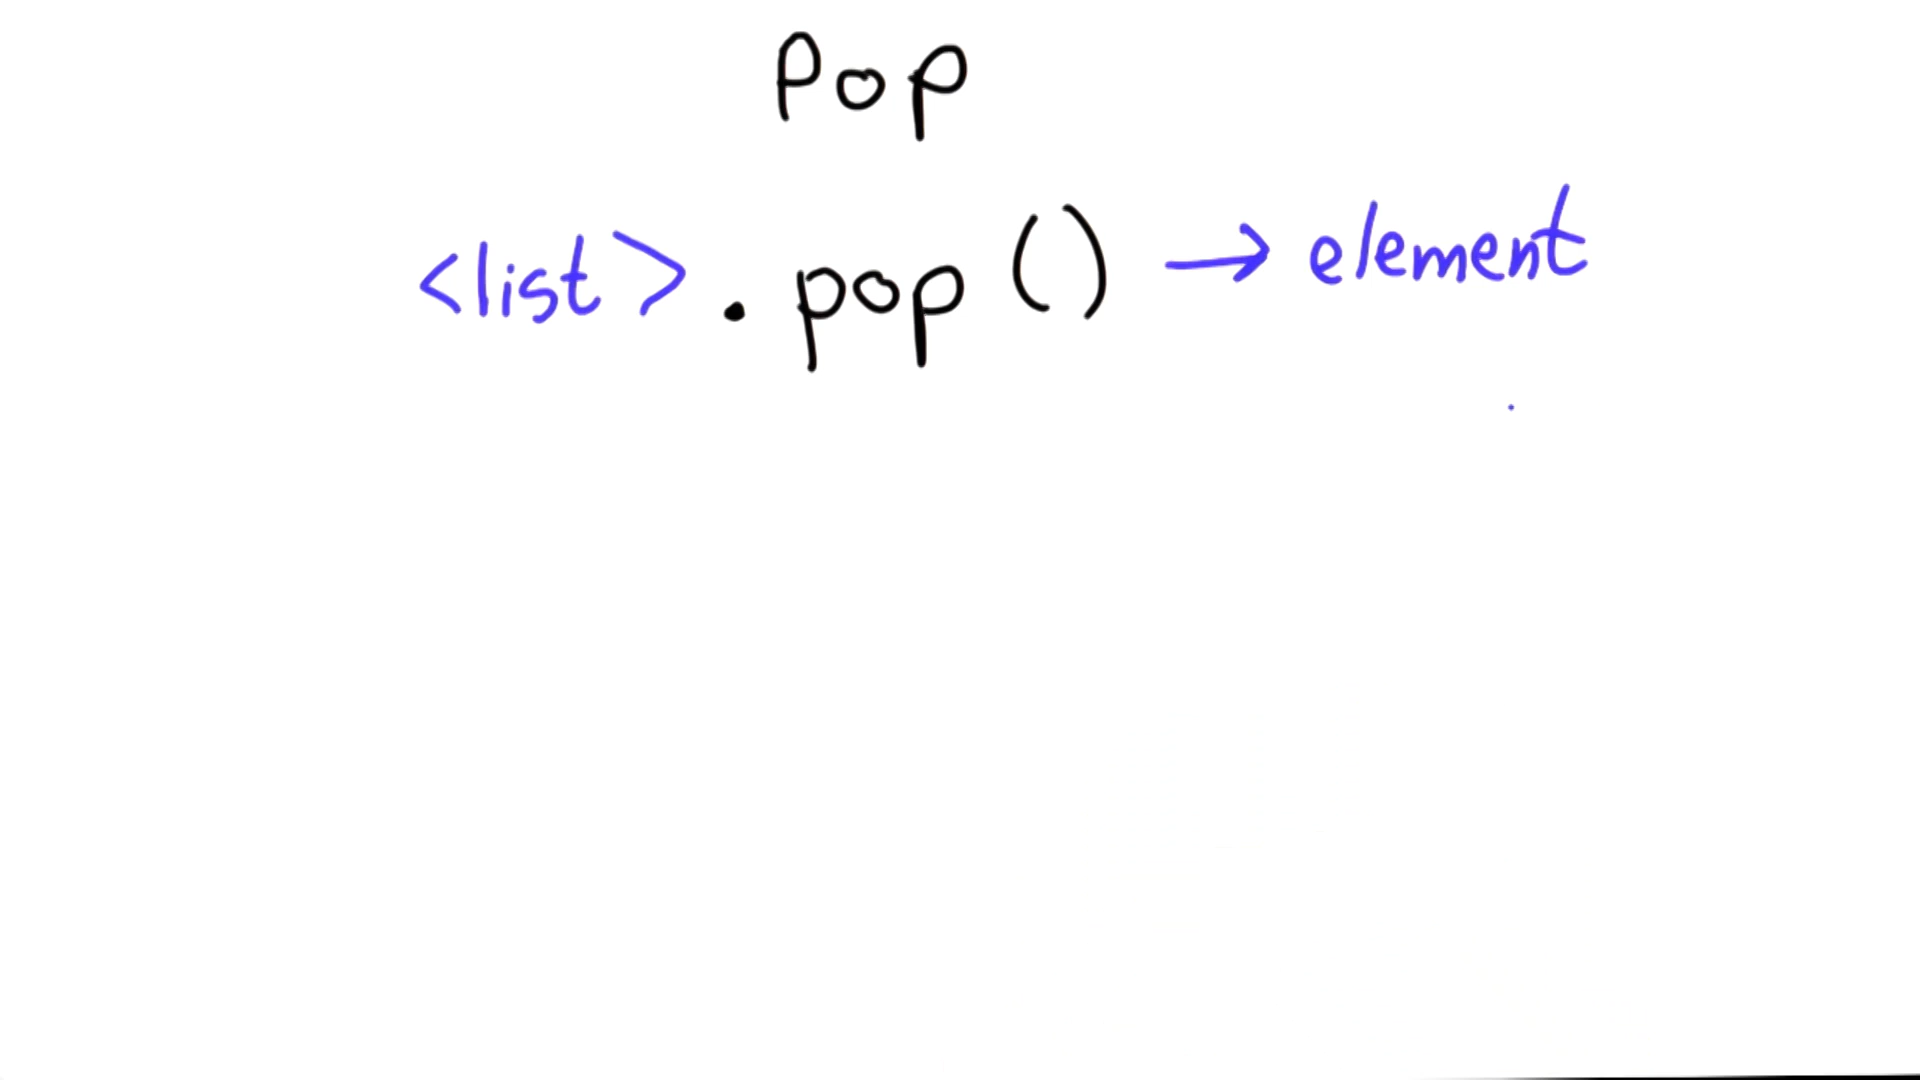 Pop
<list>.pop() → element